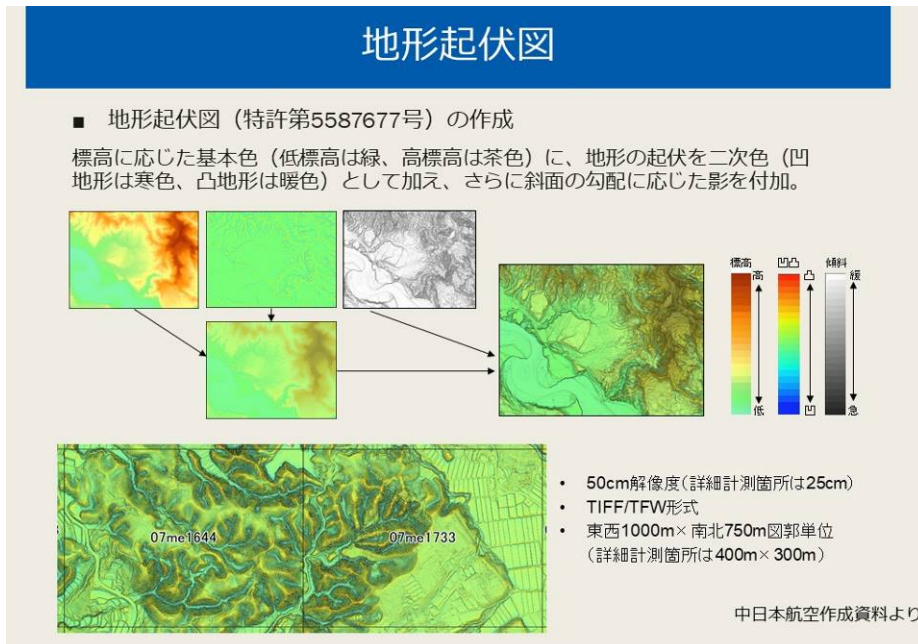 地形起伏図
■ 地形起伏図（特許第5587677号）の作成
標高に応じた基本色（低標高は緑、高標高は茶色）に、地形の起伏を二次色（凹
地形は寒色、凸地形は暖色）として加え、さらに斜面の勾配に応じた影を付加。
標高 凹凸 傾斜
高 凸 緩
低 凹 急
07me1644 07me1733
• 50cm解像度（詳細計測箇所は25cm）
• TIFF/TFW形式
• 東西1000m×南北750m図郭単位
（詳細計測箇所は400m×300m）
中日本航空作成資料より